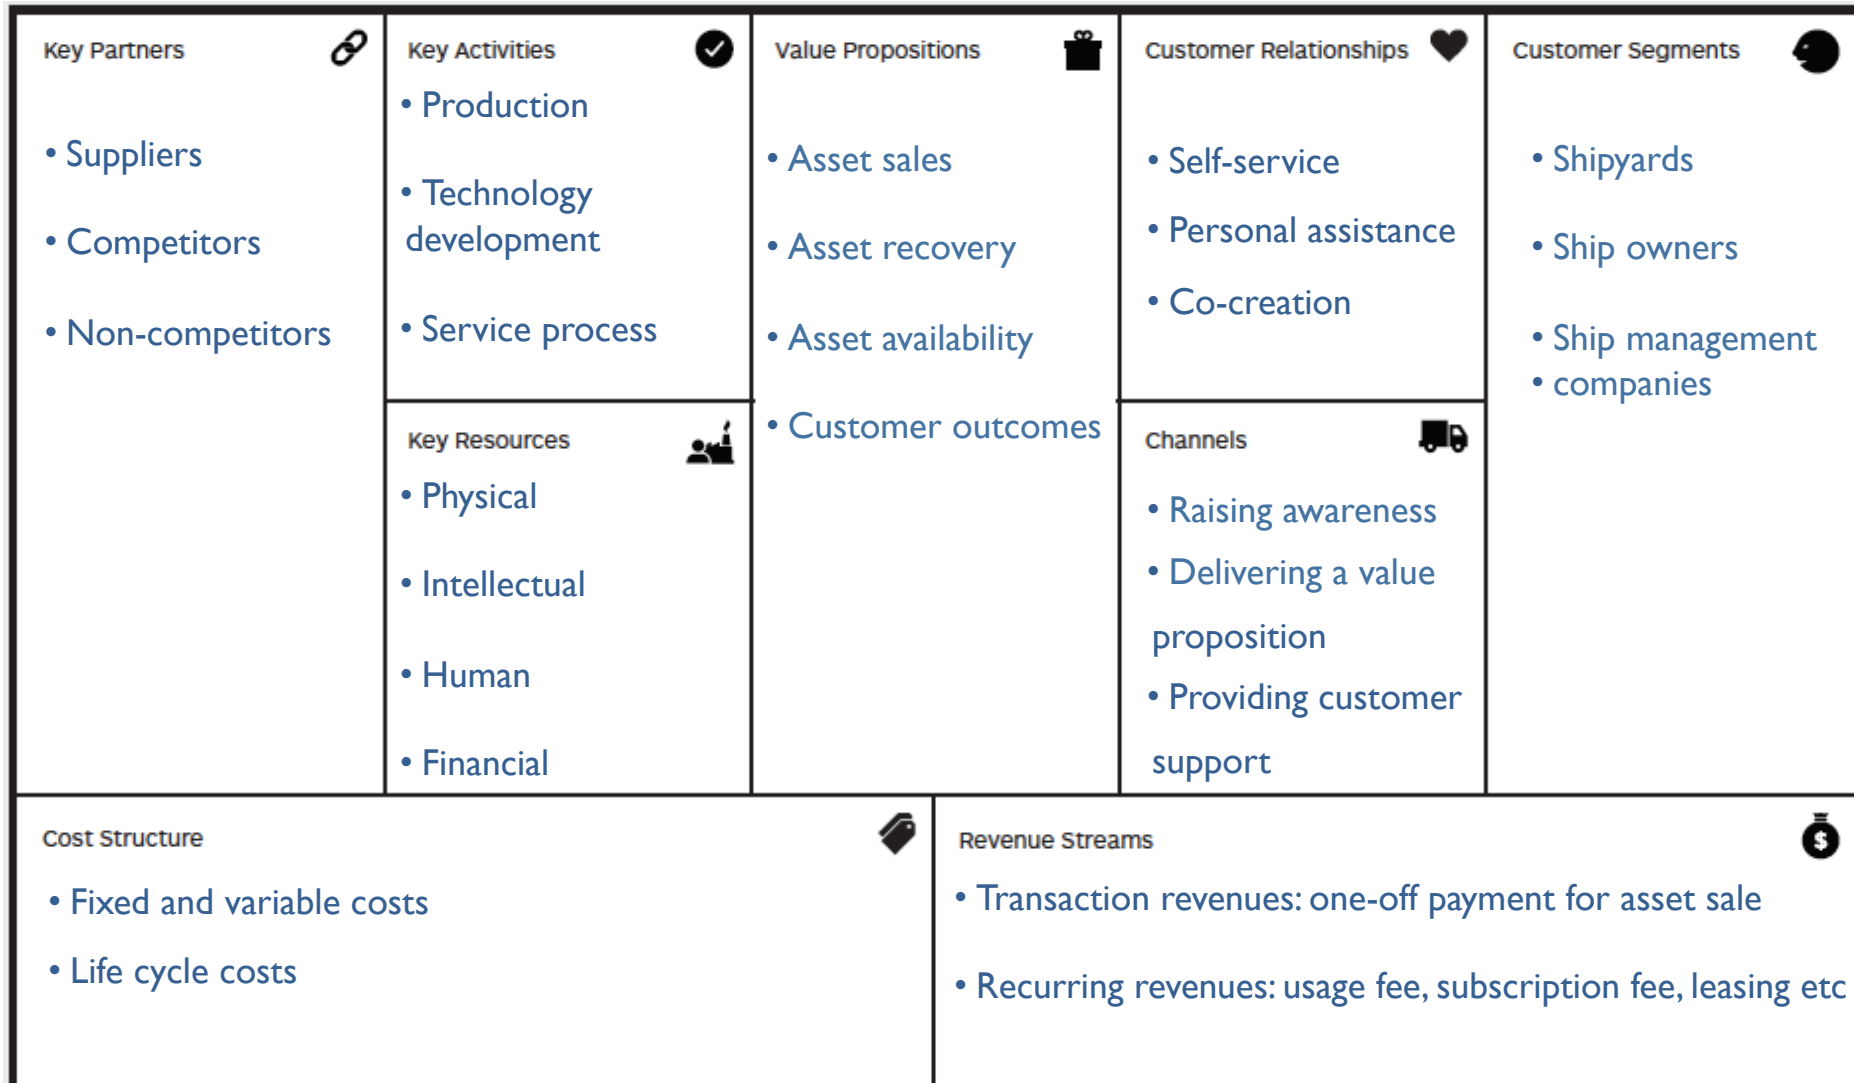 Key Partners
• Suppliers
• Competitors
• Non-competitors
Key Activities
• Production
• Technology
development
• Service process
Key Resources
• Physical
• Intellectual
• Human
• Financial
Value Propositions
• Asset sales
• Asset recovery
• Asset availability
• Customer outcomes
Customer Relationships
• Self-service
• Personal assistance
• Co-creation
Channels
• Raising awareness
• Delivering a value
proposition
• Providing customer
support
Customer Segments
• Shipyards
• Ship owners
• Ship management
• companies
Cost Structure
• Fixed and variable costs
• Life cycle costs
Revenue Streams
• Transaction revenues: one-off payment for asset sale
• Recurring revenues: usage fee, subscription fee, leasing etc